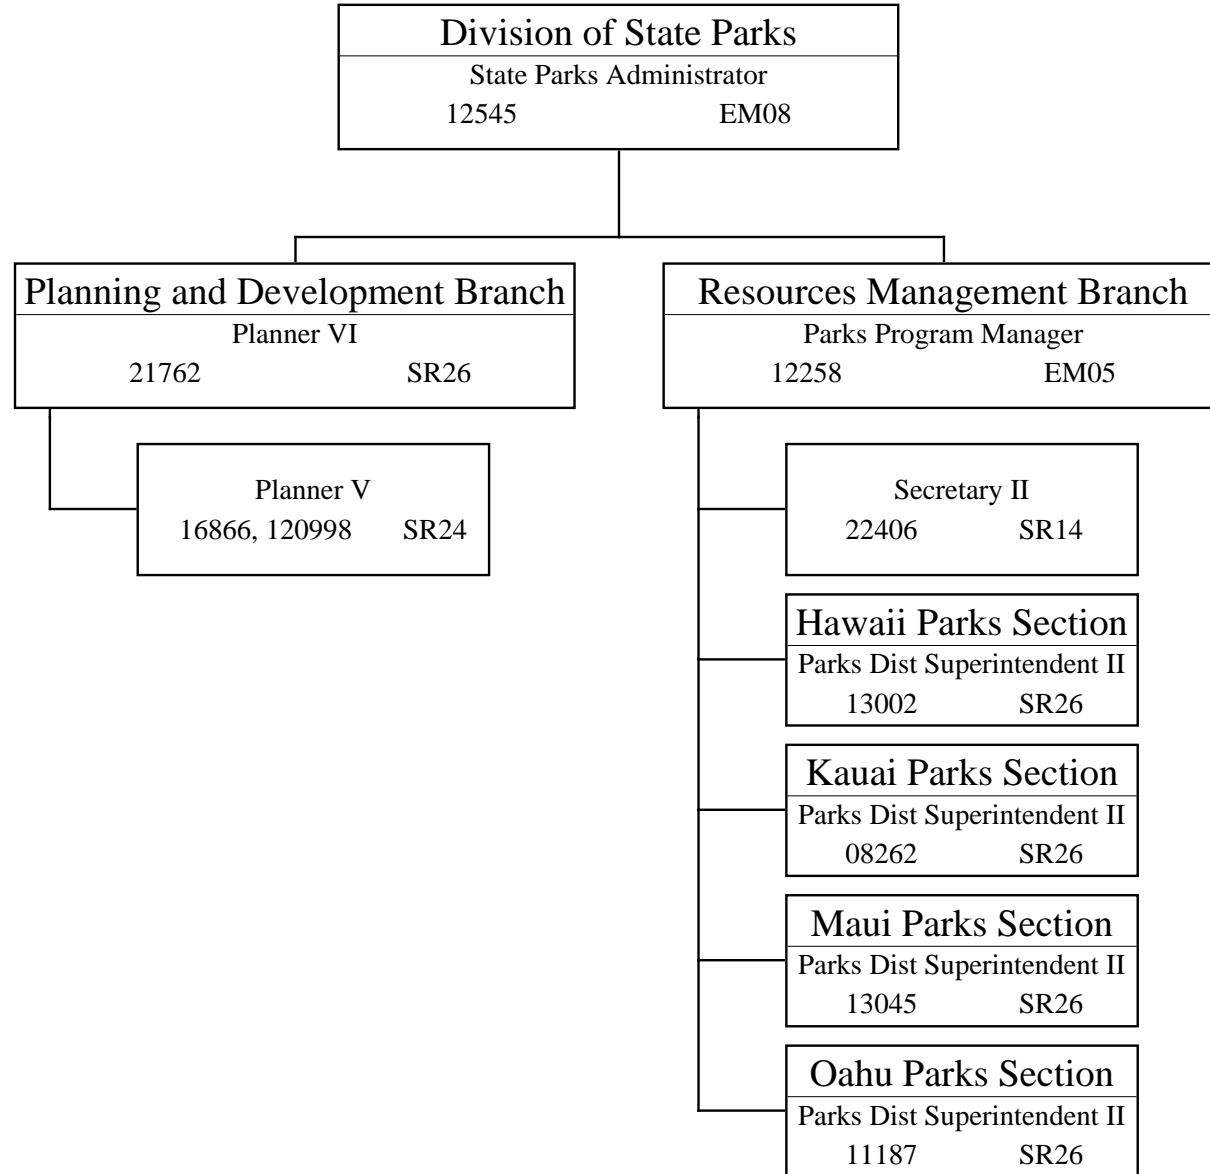 Division of State Parks
State Parks Administrator
12545 EM08
Planning and Development Branch
Planner VI
21762 SR26
Planner V
16866, 120998 SR24
Resources Management Branch
Parks Program Manager
12258 EM05
Secretary II
22406 SR14
Hawaii Parks Section
Parks Dist Superintendent II
13002 SR26
Kauai Parks Section
Parks Dist Superintendent II
08262 SR26
Maui Parks Section
Parks Dist Superintendent II
13045 SR26
Oahu Parks Section
Parks Dist Superintendent II
11187 SR26